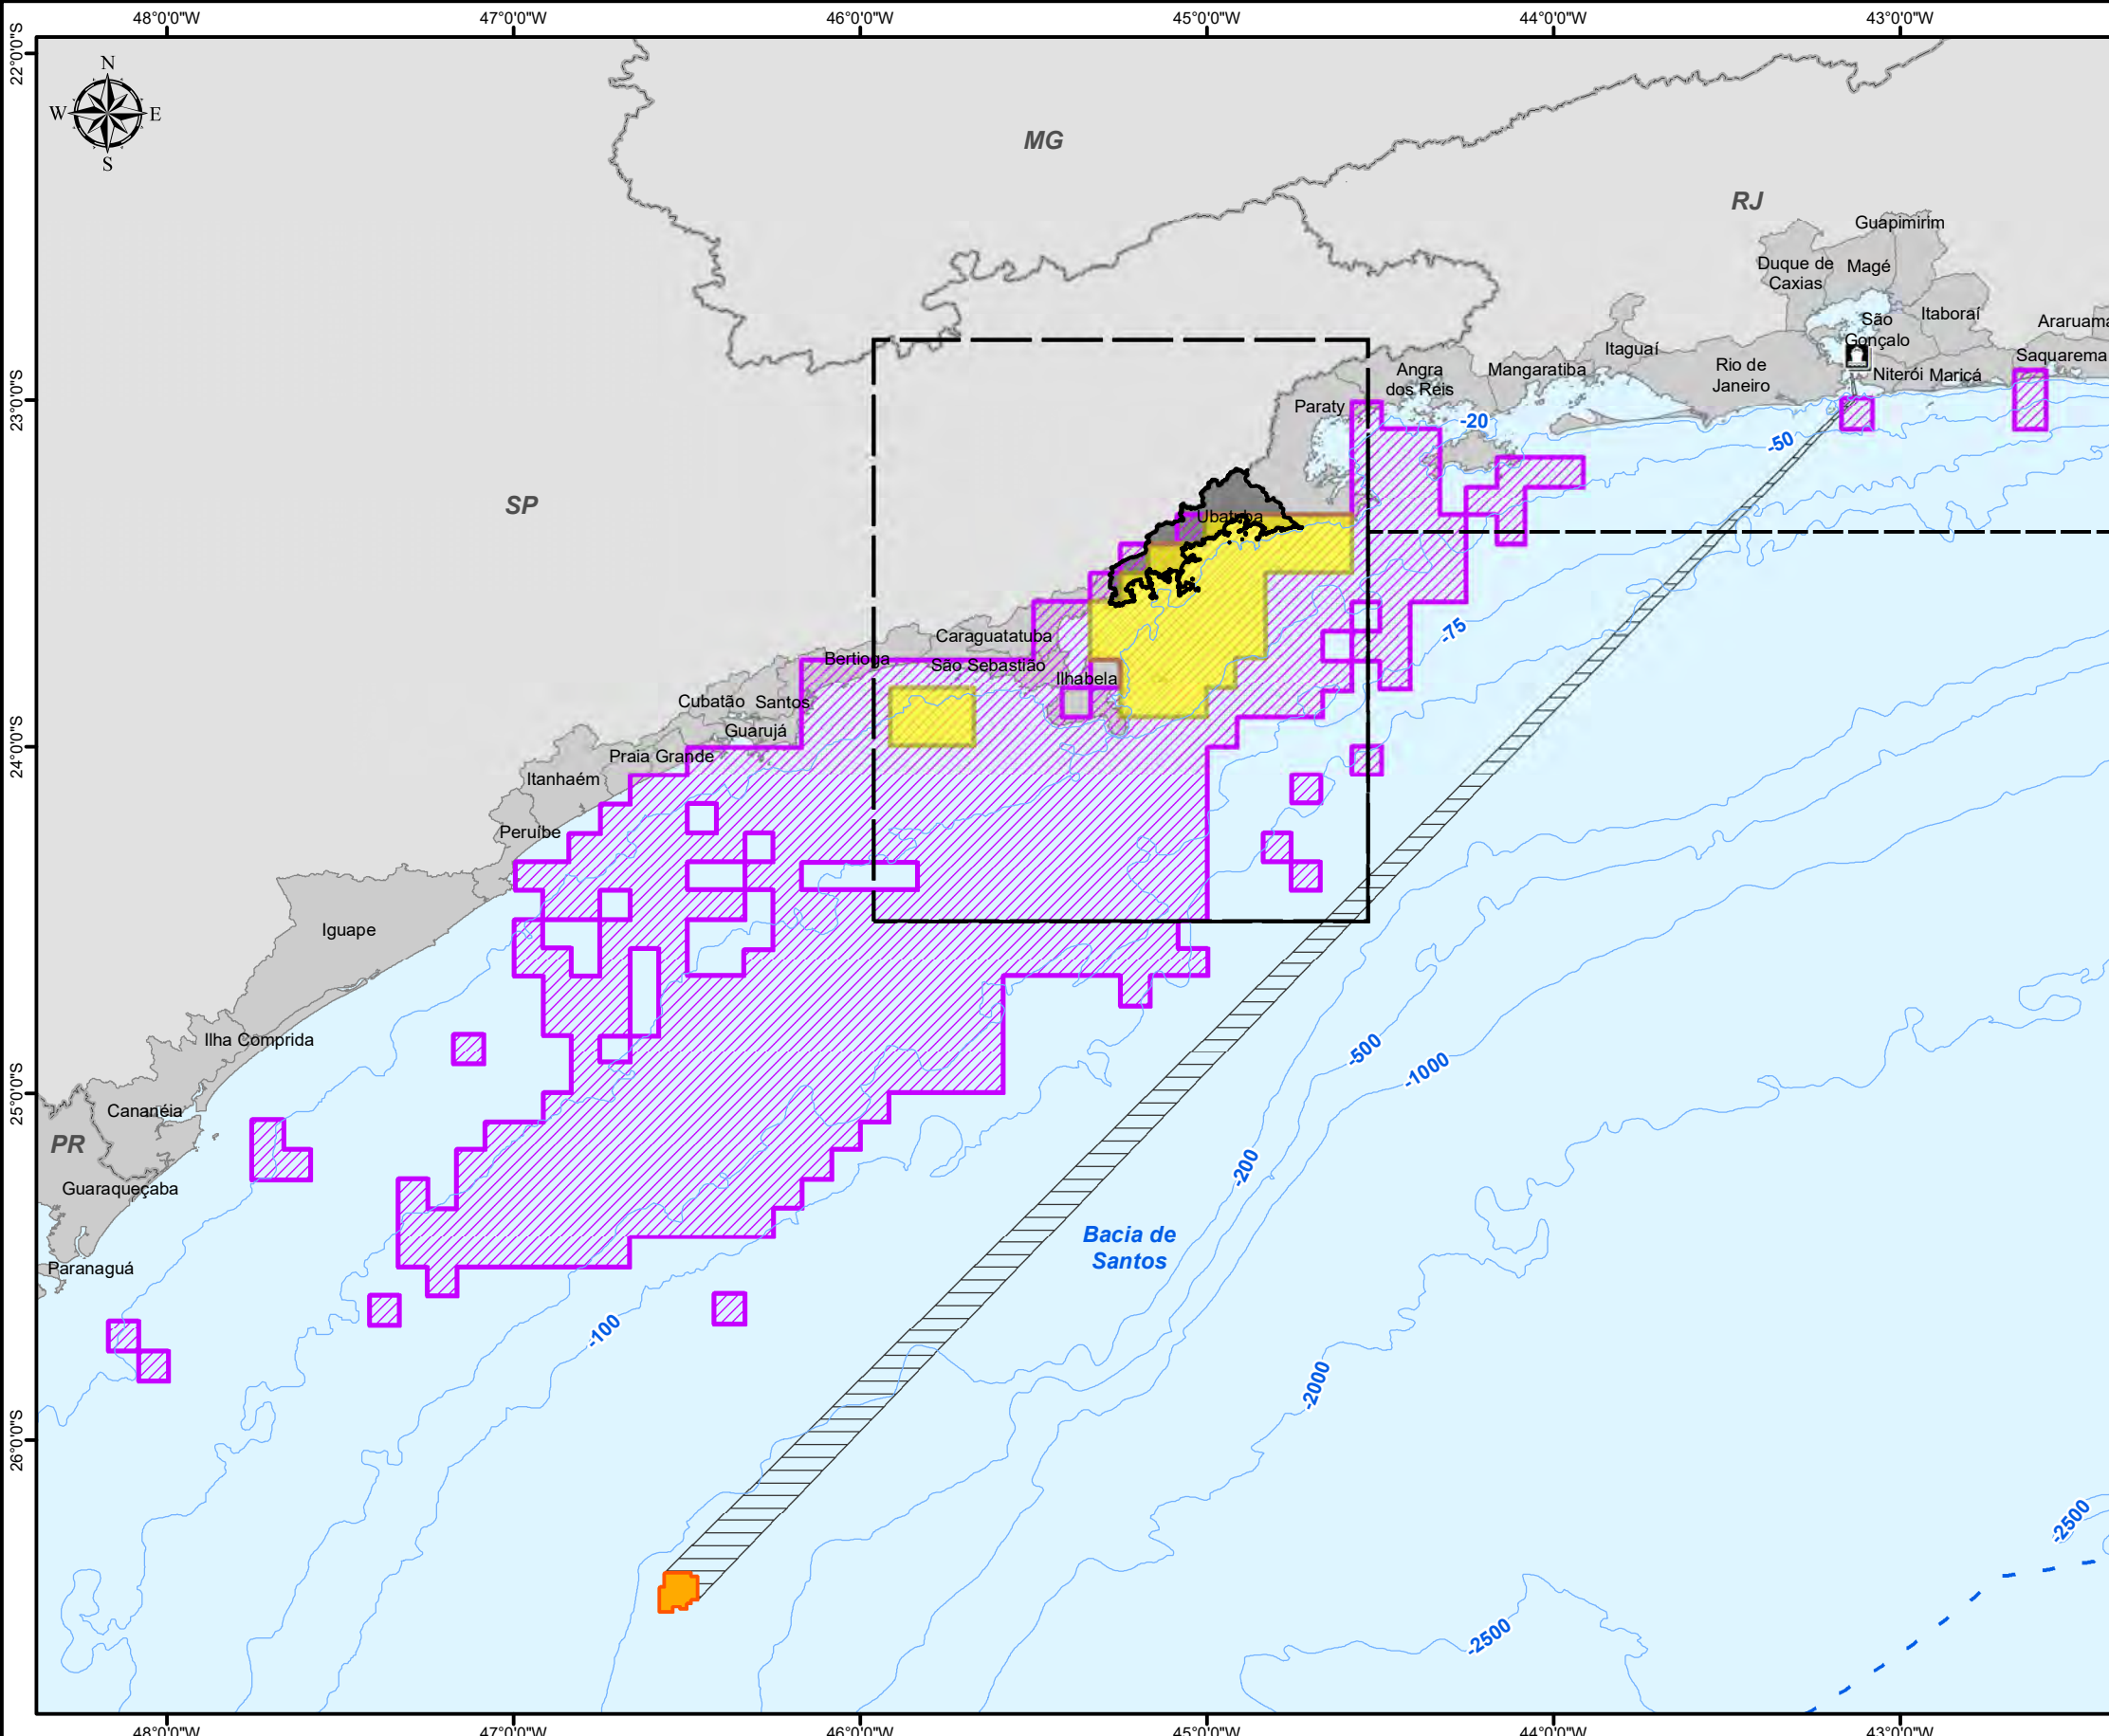 48°0'0"W 47°0'0"W 46°0'0"W 45°0'0"W 44°0'0"W 43°0'0"W
22°0'0"S
N
W E
S
MG
RJ
Guapimirim
Duque de
Caxias
Magé
Itaboraí
São
Gonçalo
Araruama
Saquarema
Itaguaí
Rio de
Janeiro
Niterói Maricá
Angra
dos Reis
Mangaratiba
Paraty
23°0'0"S
-20
-50
SP
Ubatuba
Caraguatatuba
-75
Bertioga
São Sebastião
Ilhabela
Cubatão Santos
Guarujá
24°0'0"S
Praia Grande
Itanhaém
Peruíbe
Iguape
Ilha Comprida
-500
-1000
25°0'0"S
Cananéia
PR
-200
Guaraqueçaba
Bacia de
Santos
Paranaguá
-100
-2000
26°0'0"S
-2500
-2500
48°0'0"W 47°0'0"W 46°0'0"W 45°0'0"W 44°0'0"W 43°0'0"W